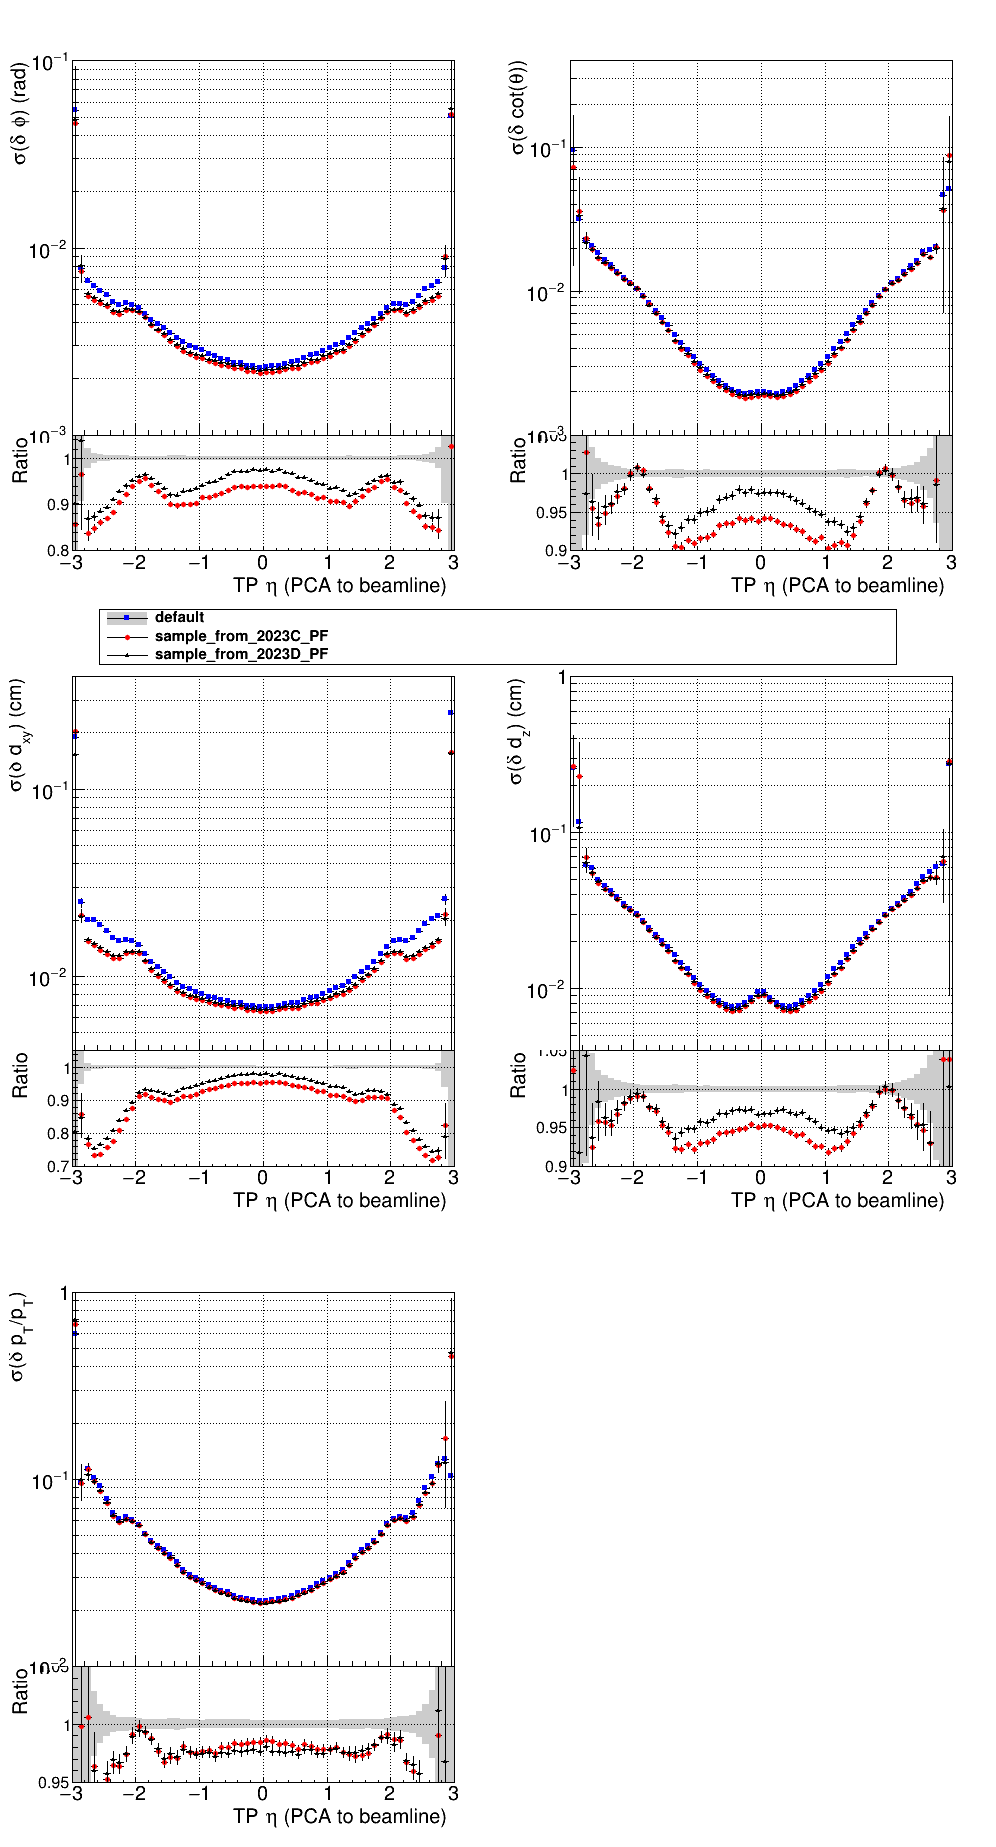 σ(δ φ) (rad)
10⁻¹
10⁻²
10⁻³
Ratio
1
0.9
0.8
−3 −2 −1 0 1 2 3
TP η (PCA to beamline)
σ(δ cot(θ))
10⁻¹
10⁻²
Ratio
1
0.95
0.9
−3 −2 −1 0 1 2 3
TP η (PCA to beamline)
default
sample_from_2023C_PF
sample_from_2023D_PF
σ(δ d_xy) (cm)
10⁻¹
10⁻²
Ratio
1
0.9
0.8
0.7
−3 −2 −1 0 1 2 3
TP η (PCA to beamline)
σ(δ d_z) (cm)
1
10⁻¹
10⁻²
Ratio
1.05
1
0.95
0.9
−3 −2 −1 0 1 2 3
TP η (PCA to beamline)
σ(δ p_T/p_T)
1
10⁻¹
Ratio
1
0.95
−3 −2 −1 0 1 2 3
TP η (PCA to beamline)